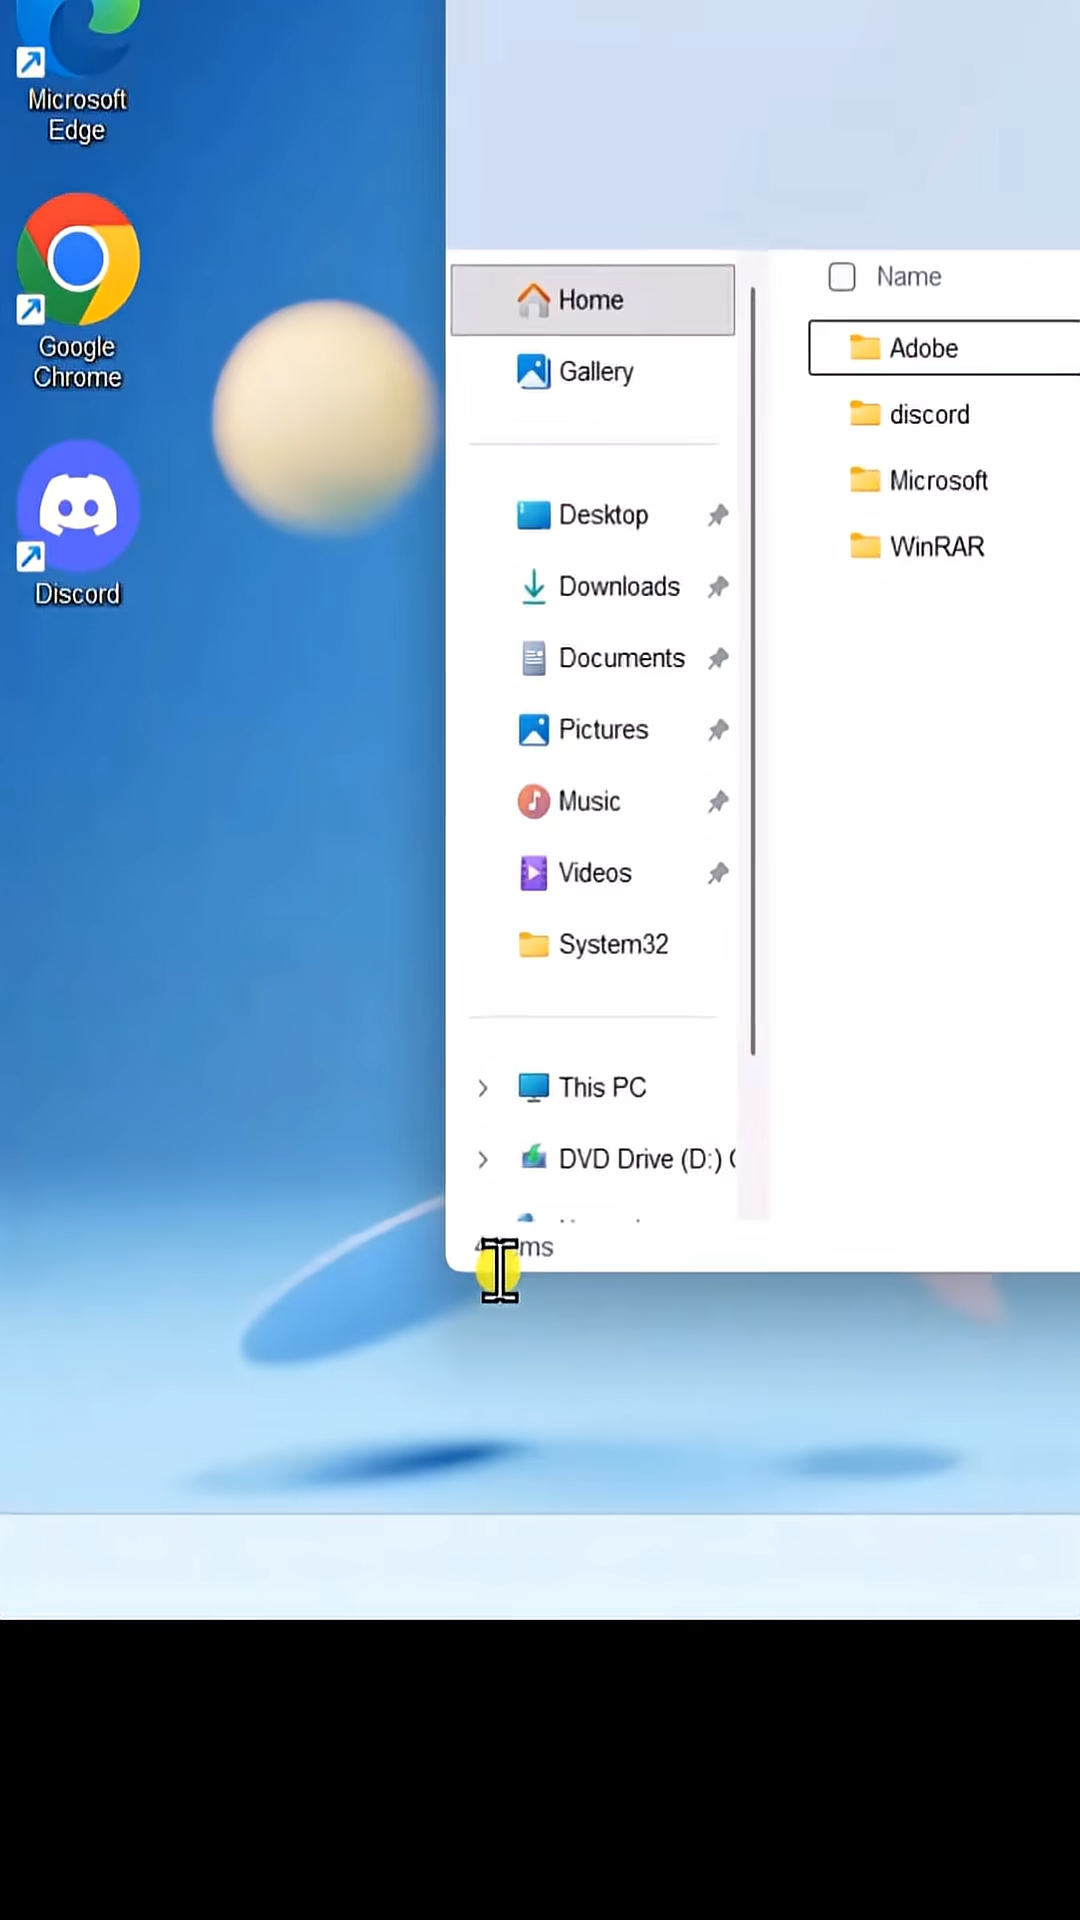 Microsoft
Edge
Google
Chrome
Discord
Home
Gallery
Desktop
Downloads
Documents
Pictures
Music
Videos
System32
This PC
DVD Drive (D:)
Name
Adobe
discord
Microsoft
WinRAR